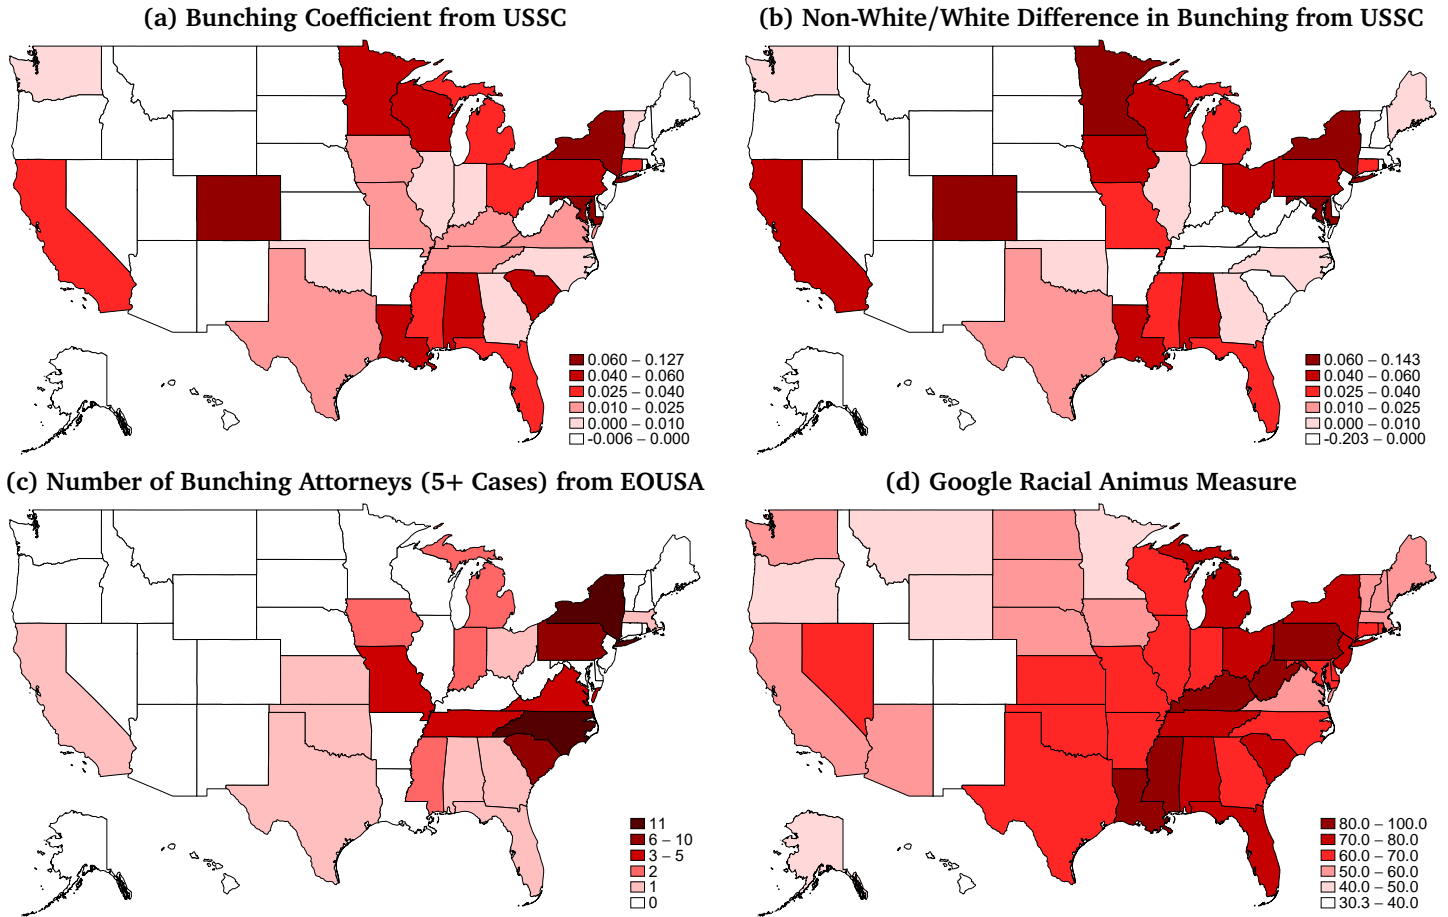 (a) Bunching Coefficient from USSC
0.060 – 0.127
0.040 – 0.060
0.025 – 0.040
0.010 – 0.025
0.000 – 0.010
-0.006 – 0.000
(b) Non-White/White Difference in Bunching from USSC
0.060 – 0.143
0.040 – 0.060
0.025 – 0.040
0.010 – 0.025
0.000 – 0.010
-0.203 – 0.000
(c) Number of Bunching Attorneys (5+ Cases) from EOUSA
11
6 – 10
3 – 5
2
1
0
(d) Google Racial Animus Measure
80.0 – 100.0
70.0 – 80.0
60.0 – 70.0
50.0 – 60.0
40.0 – 50.0
30.3 – 40.0